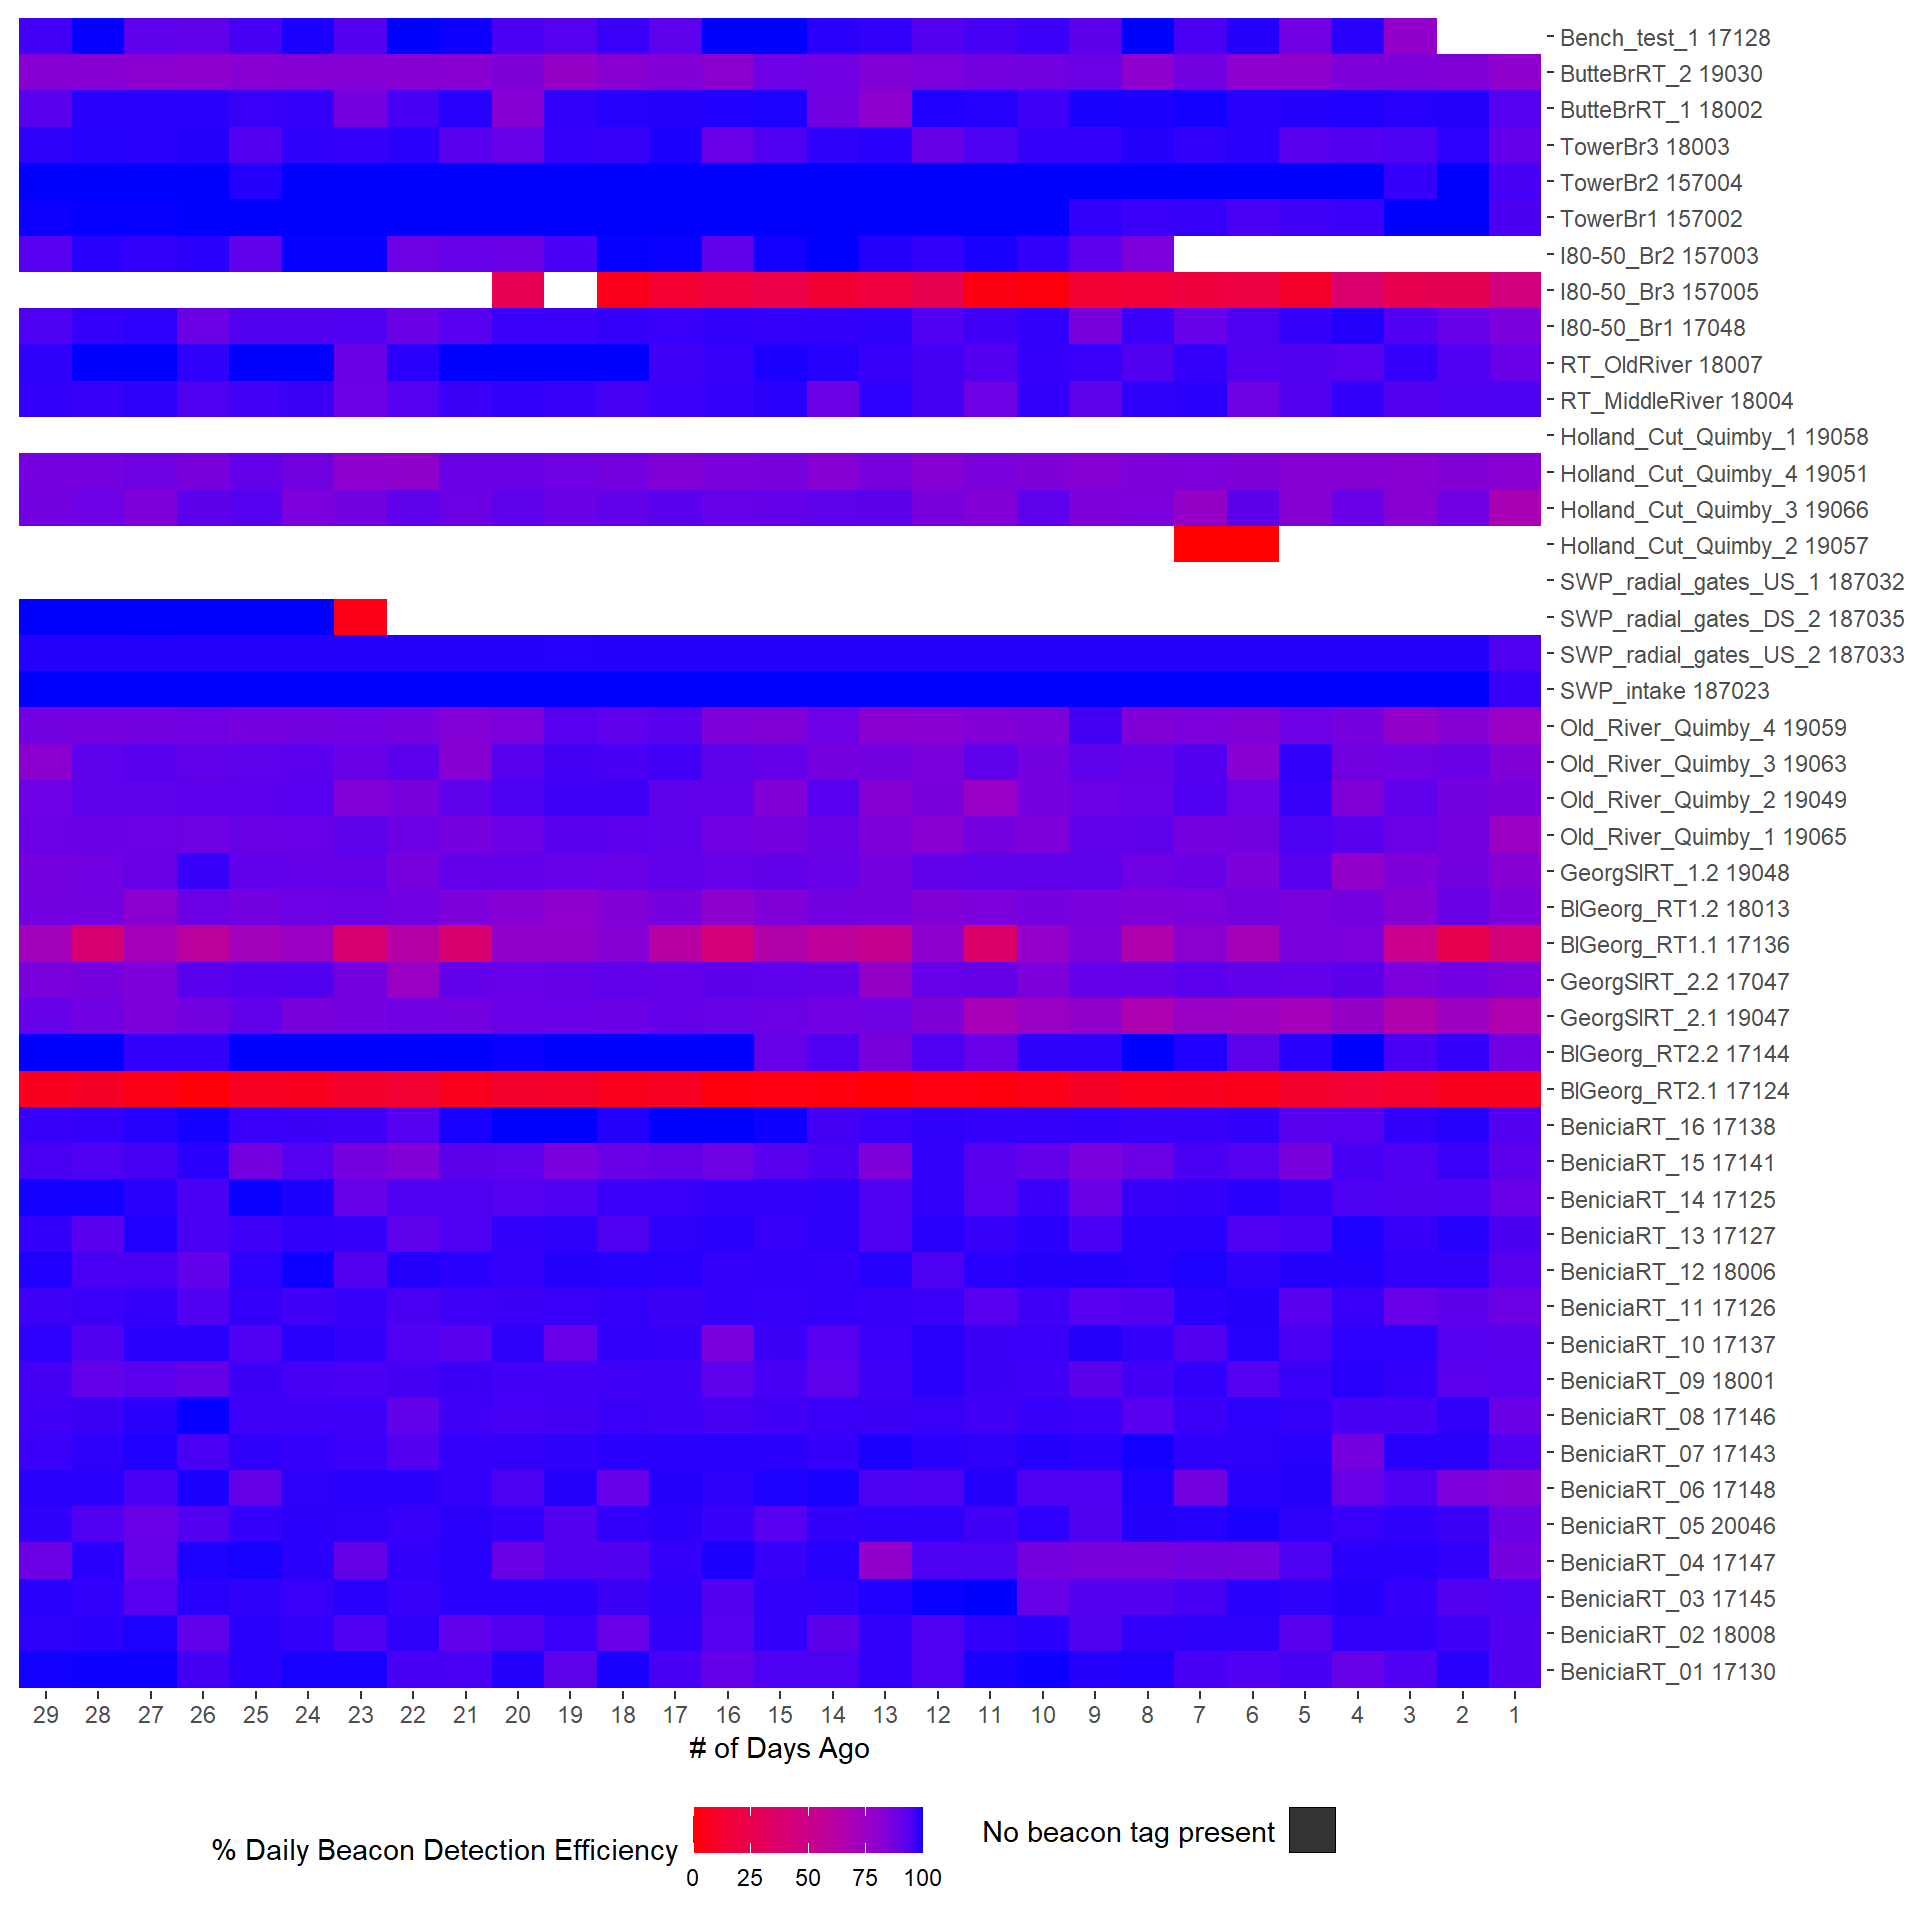 Bench_test_1 17128
ButteBrRT_2 19030
ButteBrRT_1 18002
TowerBr3 18003
TowerBr2 157004
TowerBr1 157002
I80-50_Br2 157003
I80-50_Br3 157005
I80-50_Br1 17048
RT_OldRiver 18007
RT_MiddleRiver 18004
Holland_Cut_Quimby_1 19058
Holland_Cut_Quimby_4 19051
Holland_Cut_Quimby_3 19066
Holland_Cut_Quimby_2 19057
SWP_radial_gates_US_1 187032
SWP_radial_gates_DS_2 187035
SWP_radial_gates_US_2 187033
SWP_intake 187023
Old_River_Quimby_4 19059
Old_River_Quimby_3 19063
Old_River_Quimby_2 19049
Old_River_Quimby_1 19065
GeorgSlRT_1.2 19048
BlGeorg_RT1.2 18013
BlGeorg_RT1.1 17136
GeorgSlRT_2.2 17047
GeorgSlRT_2.1 19047
BlGeorg_RT2.2 17144
BlGeorg_RT2.1 17124
BeniciaRT_16 17138
BeniciaRT_15 17141
BeniciaRT_14 17125
BeniciaRT_13 17127
BeniciaRT_12 18006
BeniciaRT_11 17126
BeniciaRT_10 17137
BeniciaRT_09 18001
BeniciaRT_08 17146
BeniciaRT_07 17143
BeniciaRT_06 17148
BeniciaRT_05 20046
BeniciaRT_04 17147
BeniciaRT_03 17145
BeniciaRT_02 18008
BeniciaRT_01 17130
29 28 27 26 25 24 23 22 21 20 19 18 17 16 15 14 13 12 11 10 9 8 7 6 5 4 3 2 1
# of Days Ago
% Daily Beacon Detection Efficiency
0 25 50 75 100
No beacon tag present